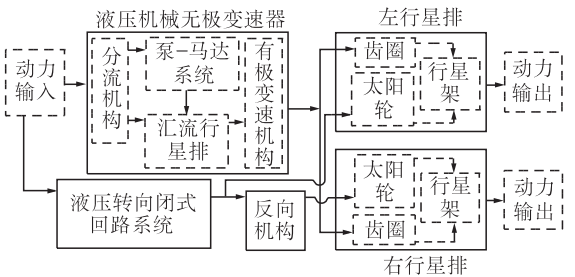 液压机械无极变速器
动力
输入
分
流
机
构
泵–马达
系统
汇流行
星排
有
极
变
速
机
构
液压转向闭式
回路系统
反向
机构
左行星排
齿圈
太阳
轮
行星
架
动力
输出
太阳
轮
齿圈
行星
架
动力
输出
右行星排